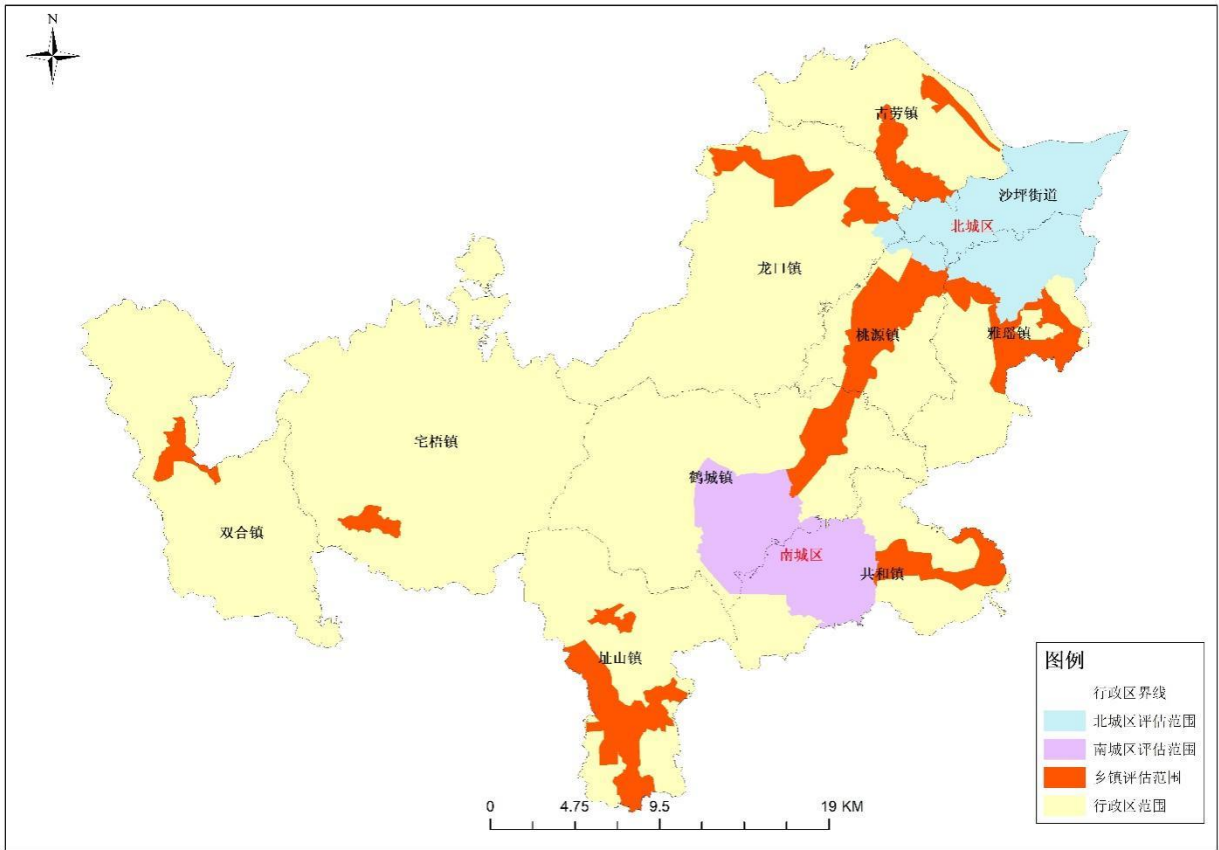 N
古劳镇
沙坪街道
北城区
龙口镇
桃源镇
雅瑶镇
宅梧镇
鹤城镇
双合镇
南城区
共和镇
址山镇
图例
行政区界线
北城区评估范围
南城区评估范围
乡镇评估范围
行政区范围
0 4.75 9.5 19 KM